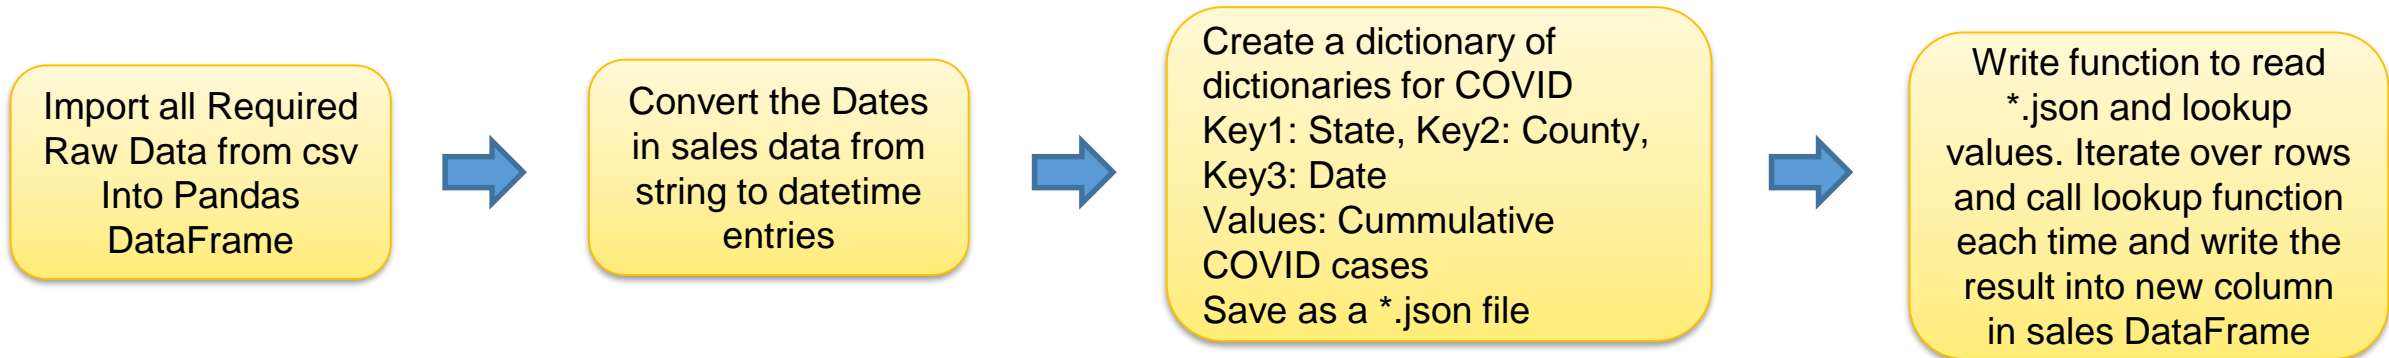 Import all Required
Raw Data from csv
Into Pandas
DataFrame
Convert the Dates
in sales data from
string to datetime
entries
Create a dictionary of
dictionaries for COVID
Key1: State, Key2: County,
Key3: Date
Values: Cummulative
COVID cases
Save as a *.json file
Write function to read
*.json and lookup
values. Iterate over rows
and call lookup function
each time and write the
result into new column
in sales DataFrame